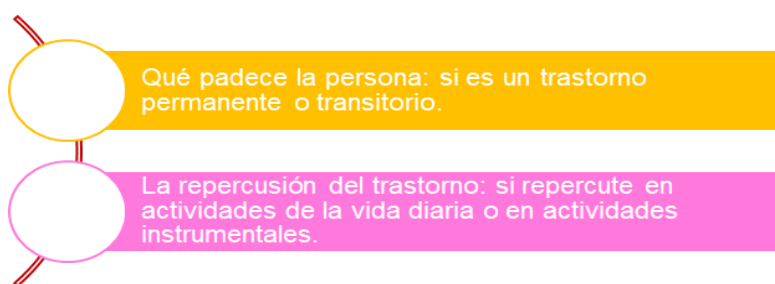 Qué padece la persona: si es un trastorno
permanente o transitorio.
La repercusión del trastorno: si repercute en
actividades de la vida diaria o en actividades
instrumentales.